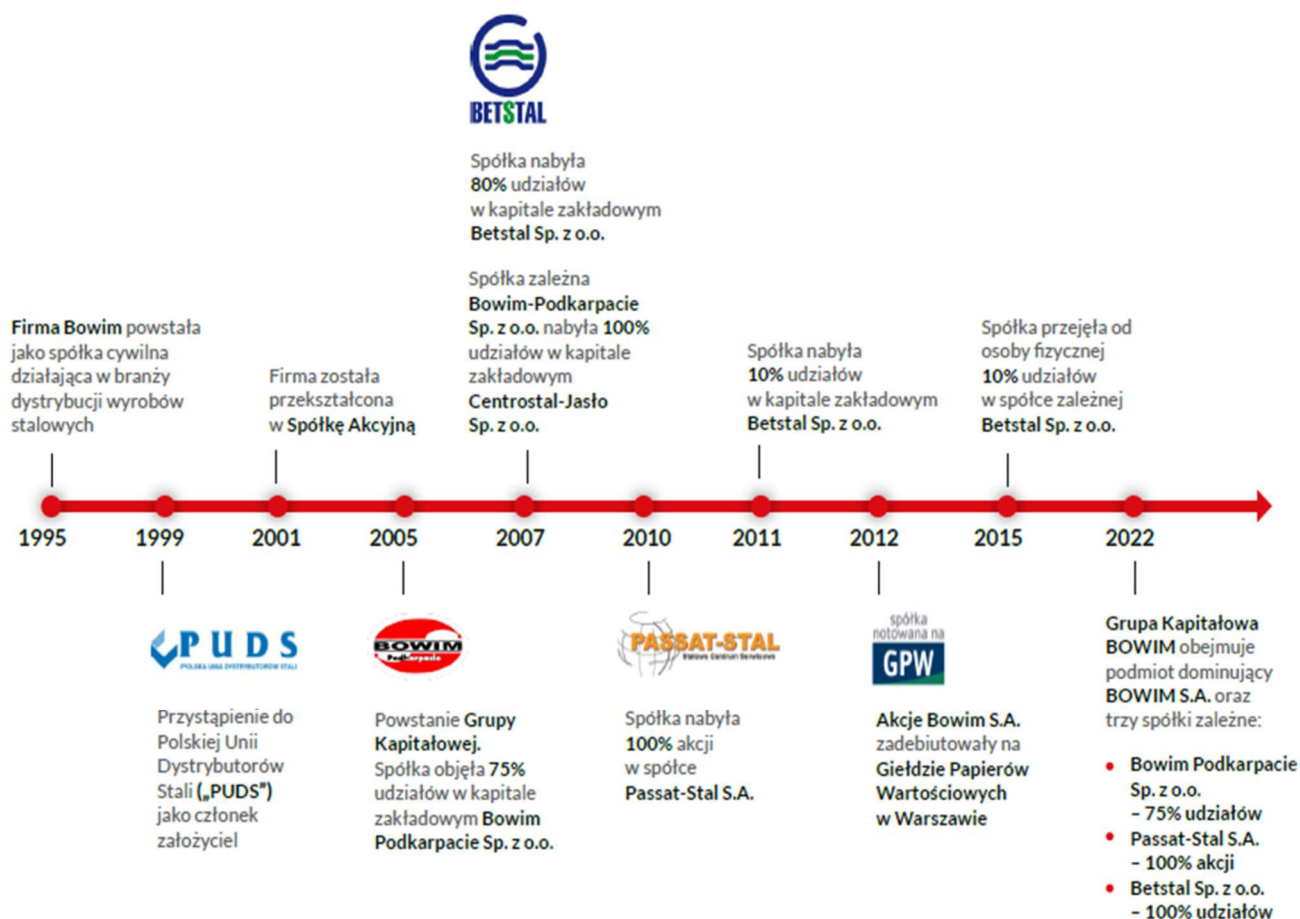 BETSTAL
Spółka nabyła
80% udziałów
w kapitale zakładowym
Betstal Sp. z o.o.
Spółka zależna
Bowim-Podkarpacie
Sp. z o.o. nabyła 100%
udziałów w kapitale
zakładowym
Centrostal-Jasło
Sp. z o.o.
Firma Bowim powstała
jako spółka cywilna
działająca w branży
dystrybucji wyrobów
stalowych
Firma została
przekształcona
w Spółkę Akcyjną
Spółka nabyła
10% udziałów
w kapitale zakładowym
Betstal Sp. z o.o.
Spółka przejęła od
osoby fizycznej
10% udziałów
w spółce zależnej
Betstal Sp. z o.o.
1995 1999 2001 2005 2007 2010 2011 2012 2015 2022
PUDS
POLSKA UNIA DYSTRYBUTORÓW STALI
Przystąpienie do
Polskiej Unii
Dystrybutorów
Stali („PUDS”)
jako członek
założyciel
BOWIM
Podkarpacie
Powstanie Grupy
Kapitałowej.
Spółka objęła 75%
udziałów w kapitale
zakładowym Bowim
Podkarpacie Sp. z o.o.
PASSAT-STAL
Stalowe Centrum Serwisowe
Spółka nabyła
100% akcji
w spółce
Passat-Stal S.A.
spółka
notowana na
GPW
Akcje Bowim S.A.
zadebiutowały na
Giełdzie Papierów
Wartościowych
w Warszawie
Grupa Kapitałowa
BOWIM obejmuje
podmiot dominujący
BOWIM S.A. oraz
trzy spółki zależne:
• Bowim Podkarpacie
Sp. z o.o.
– 75% udziałów
• Passat-Stal S.A.
– 100% akcji
• Betstal Sp. z o.o.
– 100% udziałów